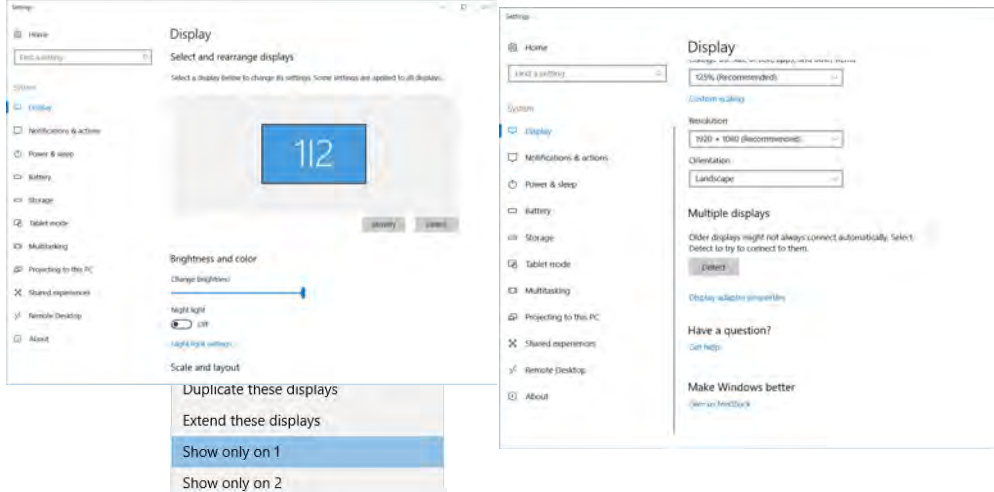 Settings
Home
Find a setting
System
Display
Notifications & actions
Power & sleep
Battery
Storage
Tablet mode
Multitasking
Projecting to this PC
Shared experiences
Remote Desktop
About
Display
Select and rearrange displays
Select a display below to change its settings. Some settings are applied to all displays.
1|2
Identify Detect
Brightness and color
Change brightness
Night light
Off
Night light settings
Scale and layout
Duplicate these displays
Extend these displays
Show only on 1
Show only on 2
Settings
Home
Find a setting
System
Display
Notifications & actions
Power & sleep
Battery
Storage
Tablet mode
Multitasking
Projecting to this PC
Shared experiences
Remote Desktop
About
Display
125% (Recommended)
Custom scaling
Resolution
1920 × 1080 (Recommended)
Orientation
Landscape
Multiple displays
Older displays might not always connect automatically. Select
Detect to try to connect to them.
Detect
Display adapter properties
Have a question?
Get help
Make Windows better
Give us feedback